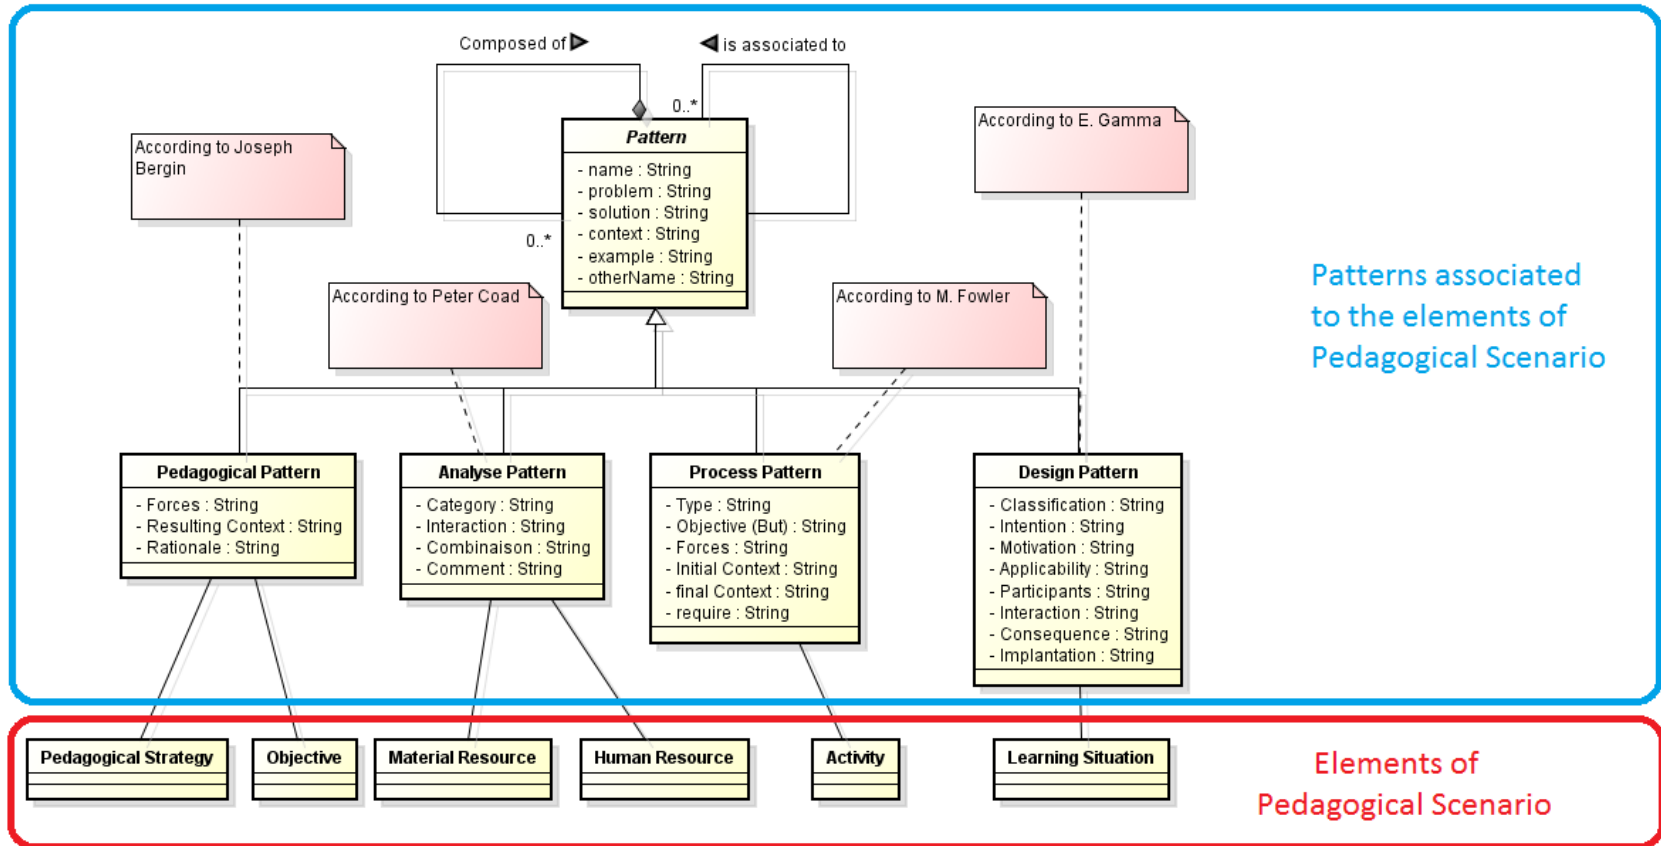 Composed of
is associated to
0..*
According to E. Gamma
According to Joseph
Bergin
Pattern
- name : String
- problem : String
- solution : String
- context : String
- example : String
- otherName : String
0..*
According to Peter Coad
According to M. Fowler
Patterns associated
to the elements of
Pedagogical Scenario
Pedagogical Pattern
- Forces : String
- Resulting Context : String
- Rationale : String
Analyse Pattern
- Category : String
- Interaction : String
- Combinaison : String
- Comment : String
Process Pattern
- Type : String
- Objective (But) : String
- Forces : String
- Initial Context : String
- final Context : String
- require : String
Design Pattern
- Classification : String
- Intention : String
- Motivation : String
- Applicability : String
- Participants : String
- Interaction : String
- Consequence : String
- Implantation : String
Pedagogical Strategy
Objective
Material Resource
Human Resource
Activity
Learning Situation
Elements of
Pedagogical Scenario